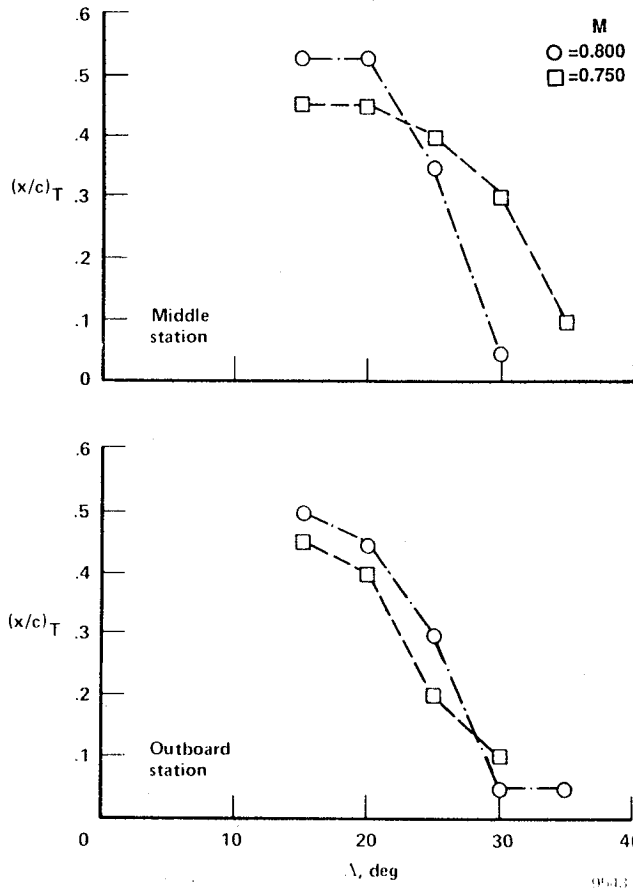 .6
M
=0.800
=0.750
.5
.4
(x/c)T
.3
.2
.1
Middle
station
0
.6
.5
.4
(x/c)T
.3
.2
.1
Outboard
station
0
10
20
30
Λ, deg